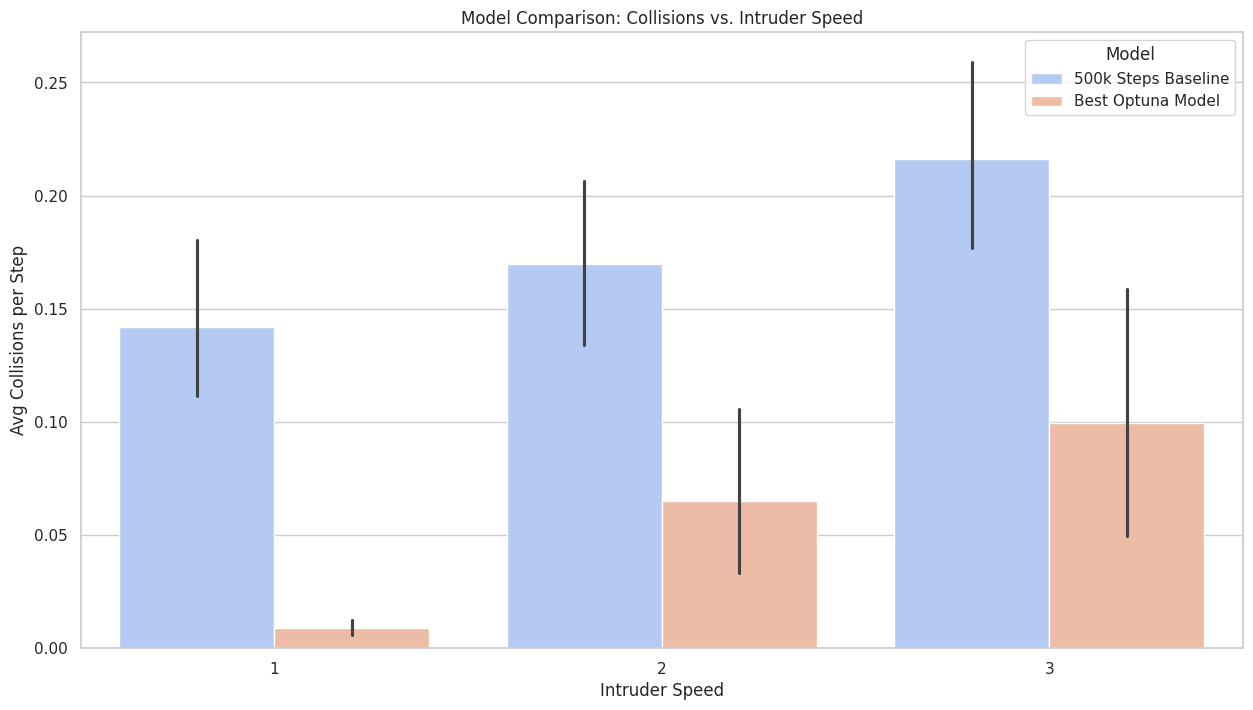 Model Comparison: Collisions vs. Intruder Speed
Model
500k Steps Baseline
Best Optuna Model
Avg Collisions per Step
0.25
0.20
0.15
0.10
0.05
0.00
1
2
3
Intruder Speed